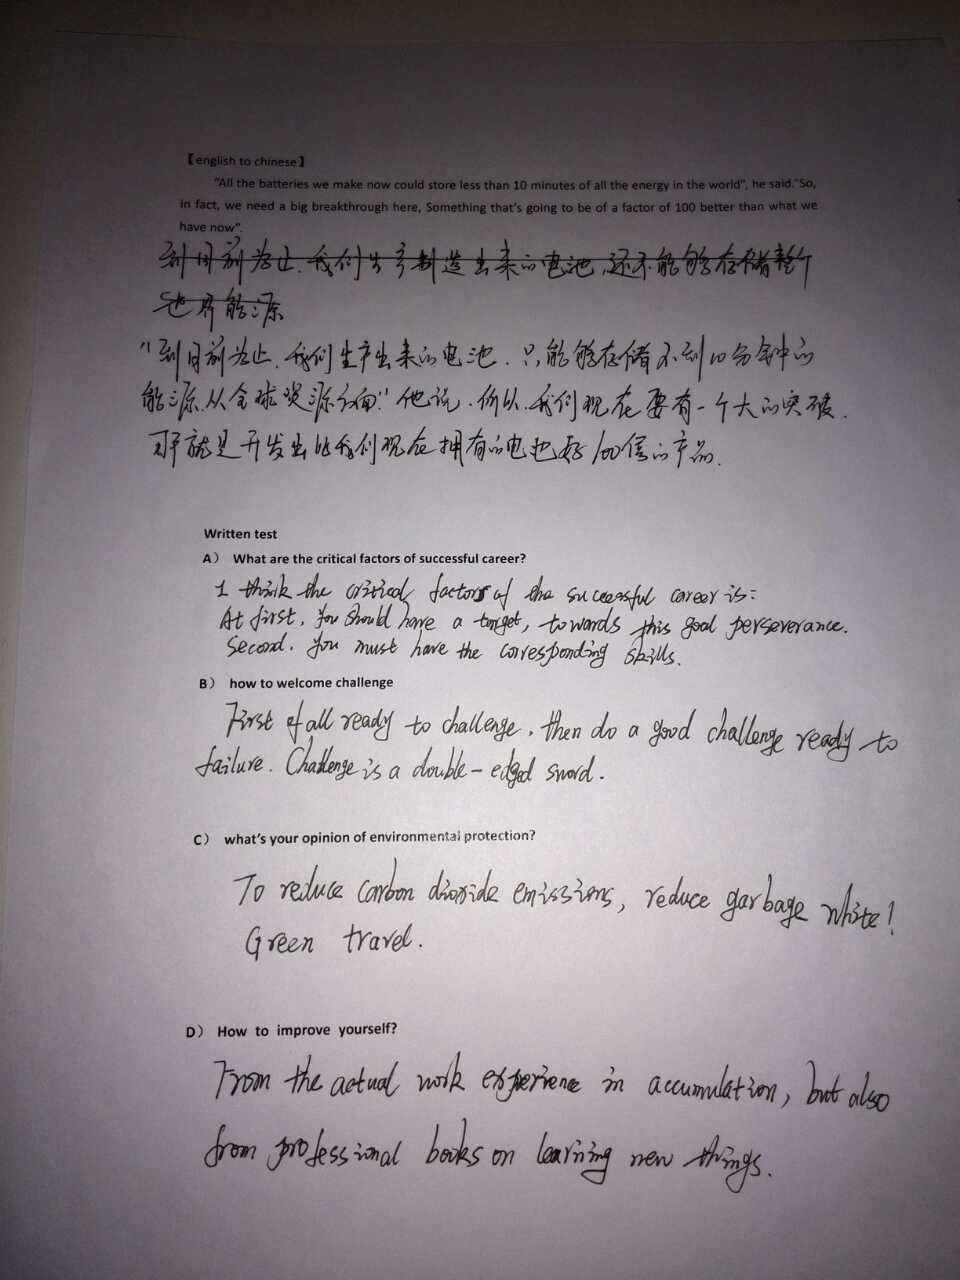 【english to chinese】
"All the batteries we make now could store less than 10 minutes of all the energy in the world", he said."So,
in fact, we need a big breakthrough here, Something that's going to be of a factor of 100 better than what we
have now".
到目前为止，我们生产制造出来的电池，还不能够存储整个
世界能源
"到目前为止，我们生产出来的电池．只能够存储不到10分钟的
能源．从全球资源方面"他说．所以．我们现在要有一个大的突破．
那就是开发出比我们现在拥有的电池好100倍的产品．
Written test
A） What are the critical factors of successful career?
I think the critical factors of the successful career is:
At first, you should have a target, towards this goal perseverance.
Second. You must have the corresponding skills.
B） how to welcome challenge
First of all ready to challenge, then do a good challenge ready to
failure. Challenge is a double-edged sword.
C） what's your opinion of environmental protection?
To reduce carbon dioxide emissions, reduce garbage white!
Green travel.
D） How to improve yourself?
From the actual work experience in accumulation, but also
from professional books on learning new things.